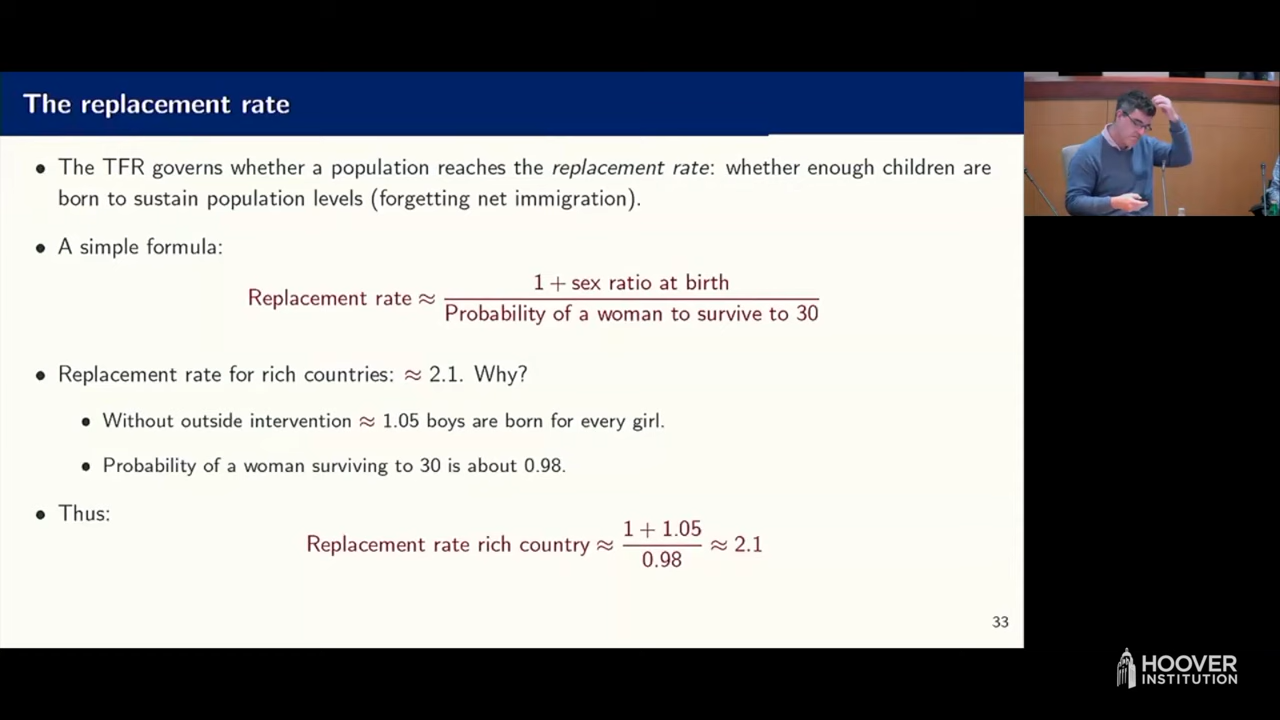 The replacement rate
• The TFR governs whether a population reaches the replacement rate: whether enough children are
born to sustain population levels (forgetting net immigration).
• A simple formula:
Replacement rate ≈ 1 + sex ratio at birth / Probability of a woman to survive to 30
• Replacement rate for rich countries: ≈ 2.1. Why?
• Without outside intervention ≈ 1.05 boys are born for every girl.
• Probability of a woman surviving to 30 is about 0.98.
• Thus:
Replacement rate rich country ≈ 1 + 1.05 / 0.98 ≈ 2.1
33
HOOVER
INSTITUTION